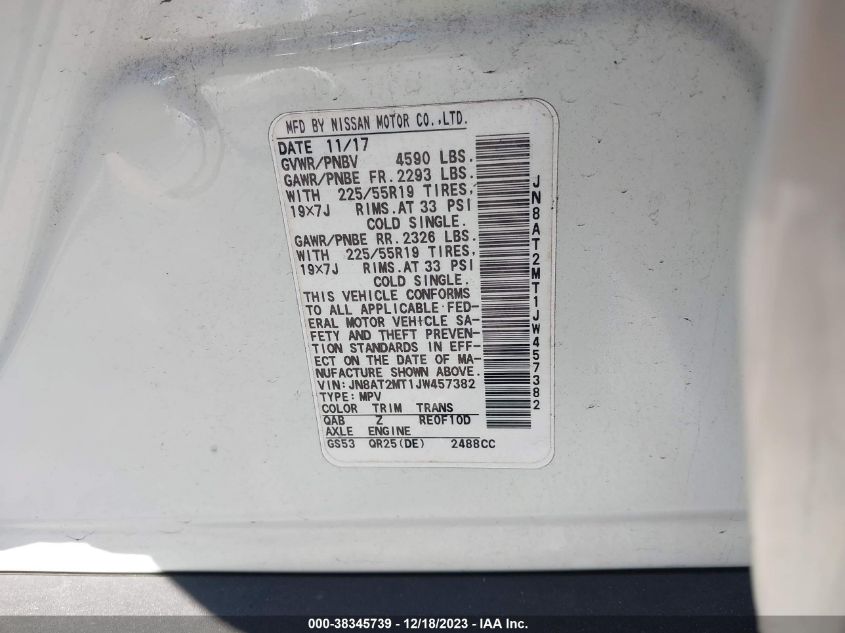 MFD BY NISSAN MOTOR CO.,LTD.
DATE 11/17
GVWR/PNBV 4590 LBS.
GAWR/PNBE FR.2293 LBS.
WITH 225/55R19 TIRES,
19×7J RIMS.AT 33 PSI
COLD SINGLE.
GAWR/PNBE RR.2326 LBS.
WITH 225/55R19 TIRES,
19×7J RIMS.AT 33 PSI
COLD SINGLE.
THIS VEHICLE CONFORMS
TO ALL APPLICABLE FED-
ERAL MOTOR VEHICLE SA-
FETY AND THEFT PREVEN-
TION STANDARDS IN EFF-
ECT ON THE DATE OF MA-
NUFACTURE SHOWN ABOVE.
VIN:JN8AT2MT1JW457382
TYPE:MPV
COLOR TRIM TRANS
QAB Z RE0F10D
AXLE ENGINE
GS53 QR25(DE) 2488CC
JN8AT2MT1JW457382
000-38345739 - 12/18/2023 - IAA Inc.